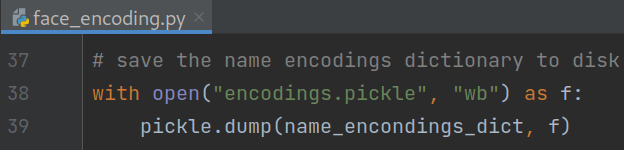 face_encoding.py
37 # save the name encodings dictionary to disk
38 with open("encodings.pickle", "wb") as f:
39 pickle.dump(name_encondings_dict, f)